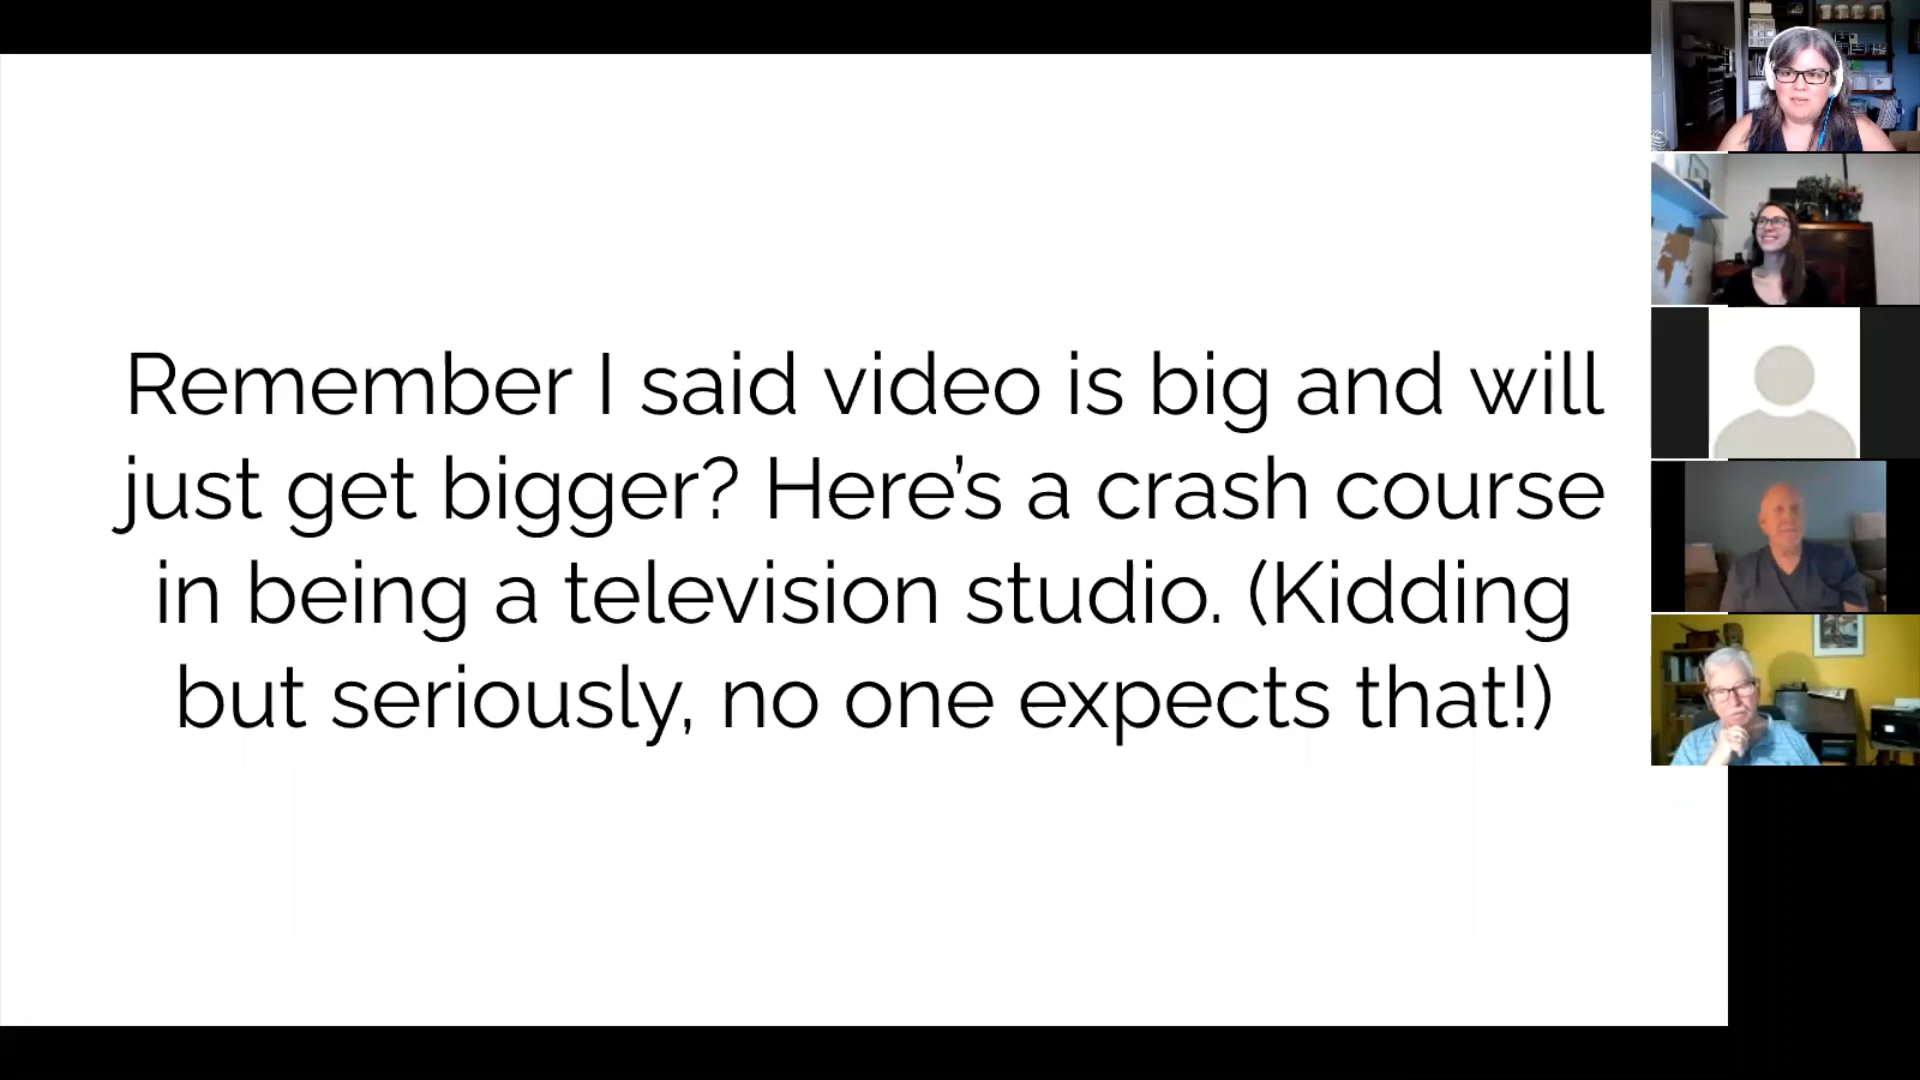 Remember I said video is big and will
just get bigger? Here’s a crash course
in being a television studio. (Kidding
but seriously, no one expects that!)